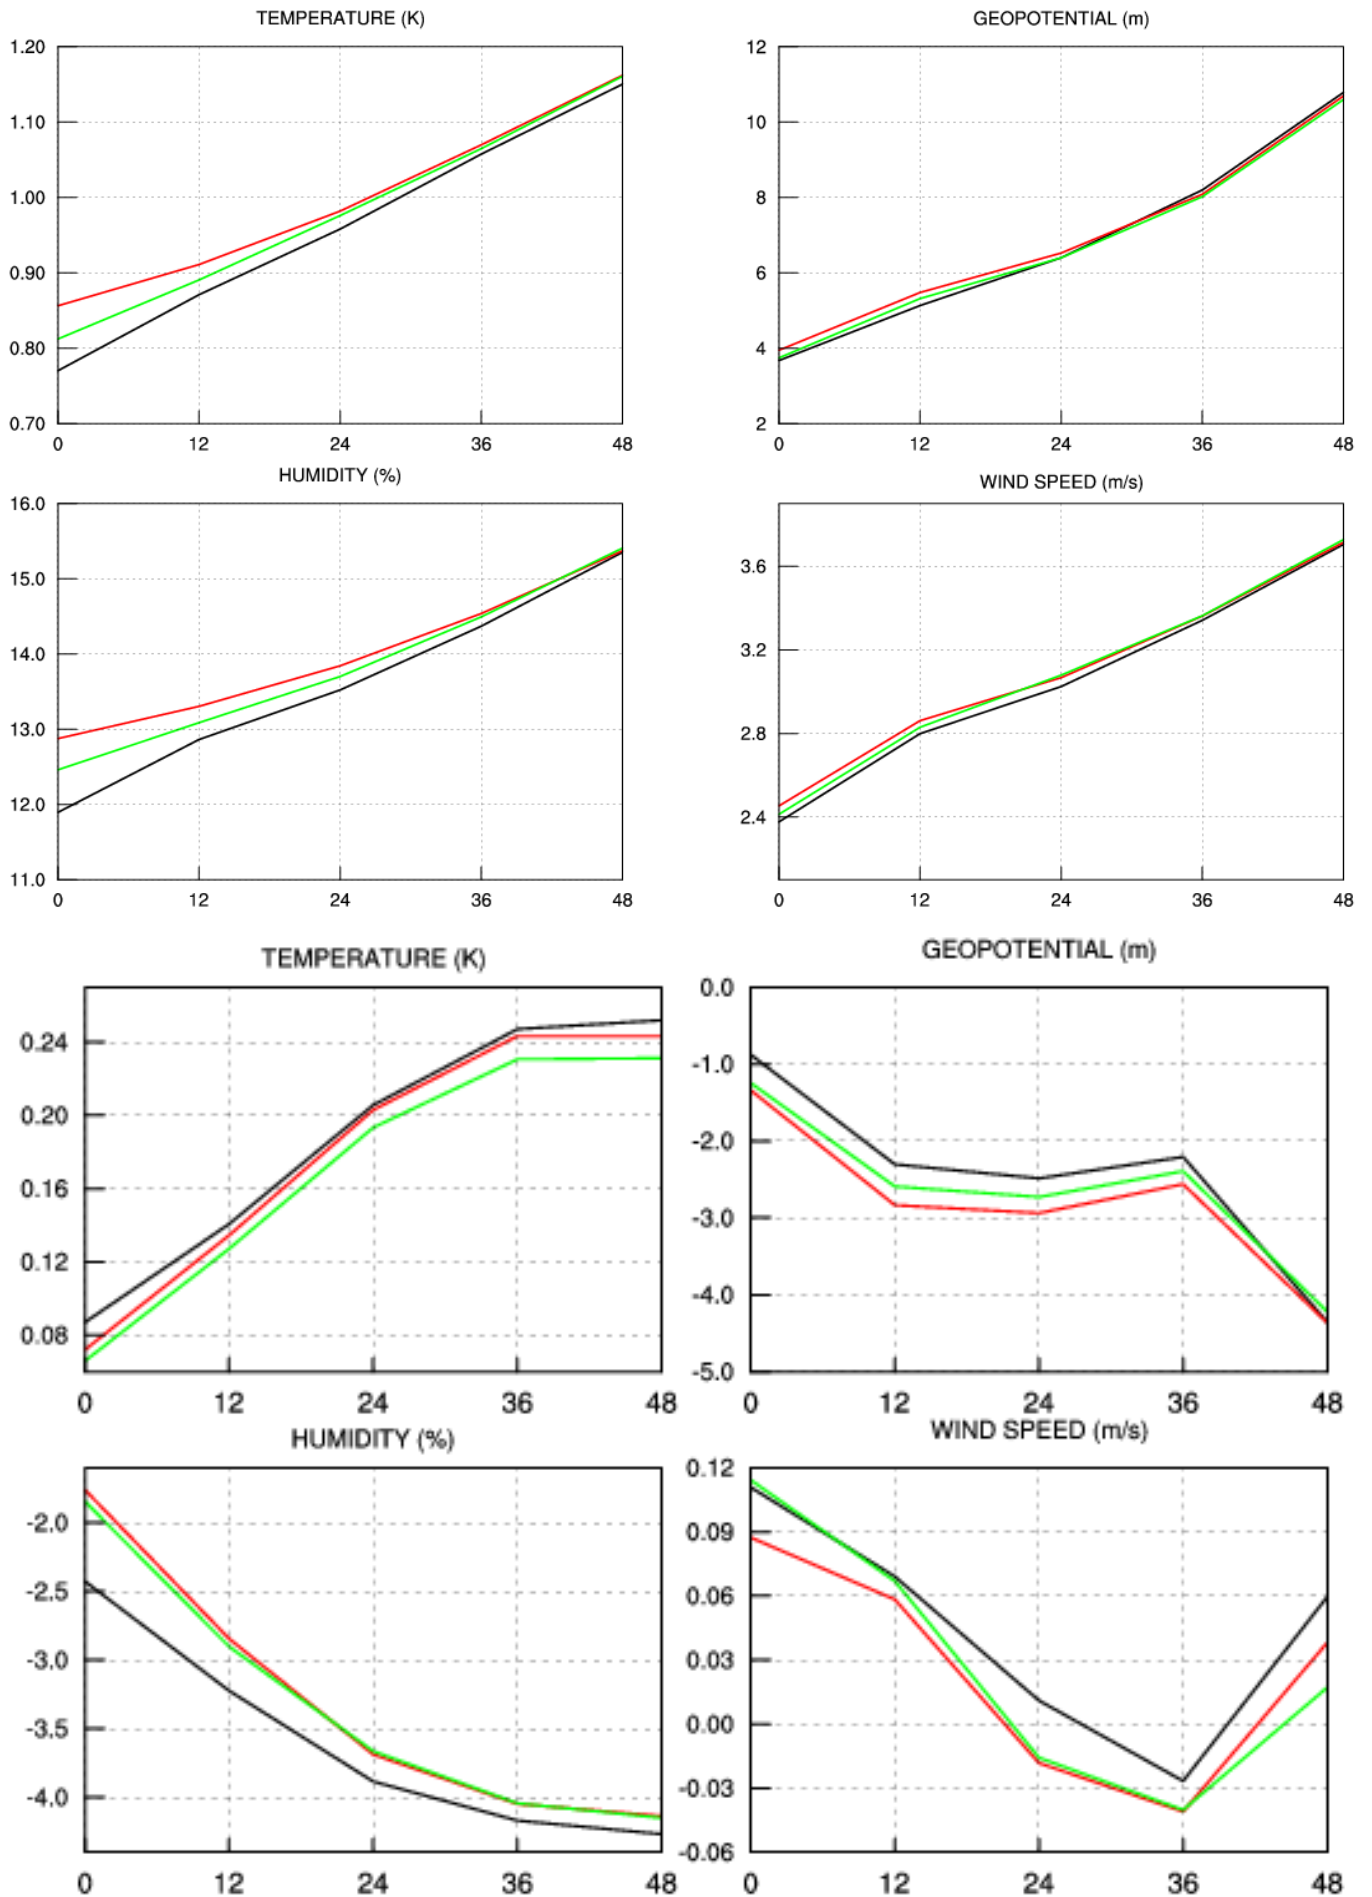 TEMPERATURE (K)
1.20
1.10
1.00
0.90
0.80
0.70
0 12 24 36 48
GEOPOTENTIAL (m)
12
10
8
6
4
2
0 12 24 36 48
HUMIDITY (%)
16.0
15.0
14.0
13.0
12.0
11.0
0 12 24 36 48
WIND SPEED (m/s)
3.6
3.2
2.8
2.4
0 12 24 36 48
TEMPERATURE (K)
0.24
0.20
0.16
0.12
0.08
0 12 24 36 48
GEOPOTENTIAL (m)
0.0
-1.0
-2.0
-3.0
-4.0
-5.0
0 12 24 36 48
HUMIDITY (%)
-2.0
-2.5
-3.0
-3.5
-4.0
0 12 24 36 48
WIND SPEED (m/s)
0.12
0.09
0.06
0.03
0.00
-0.03
-0.06
0 12 24 36 48